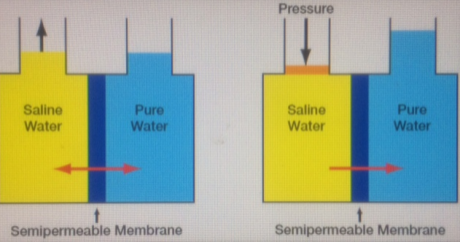 Pressure
Saline
Water
Pure
Water
Saline
Water
Pure
Water
Semipermeable Membrane
Semipermeable Membrane